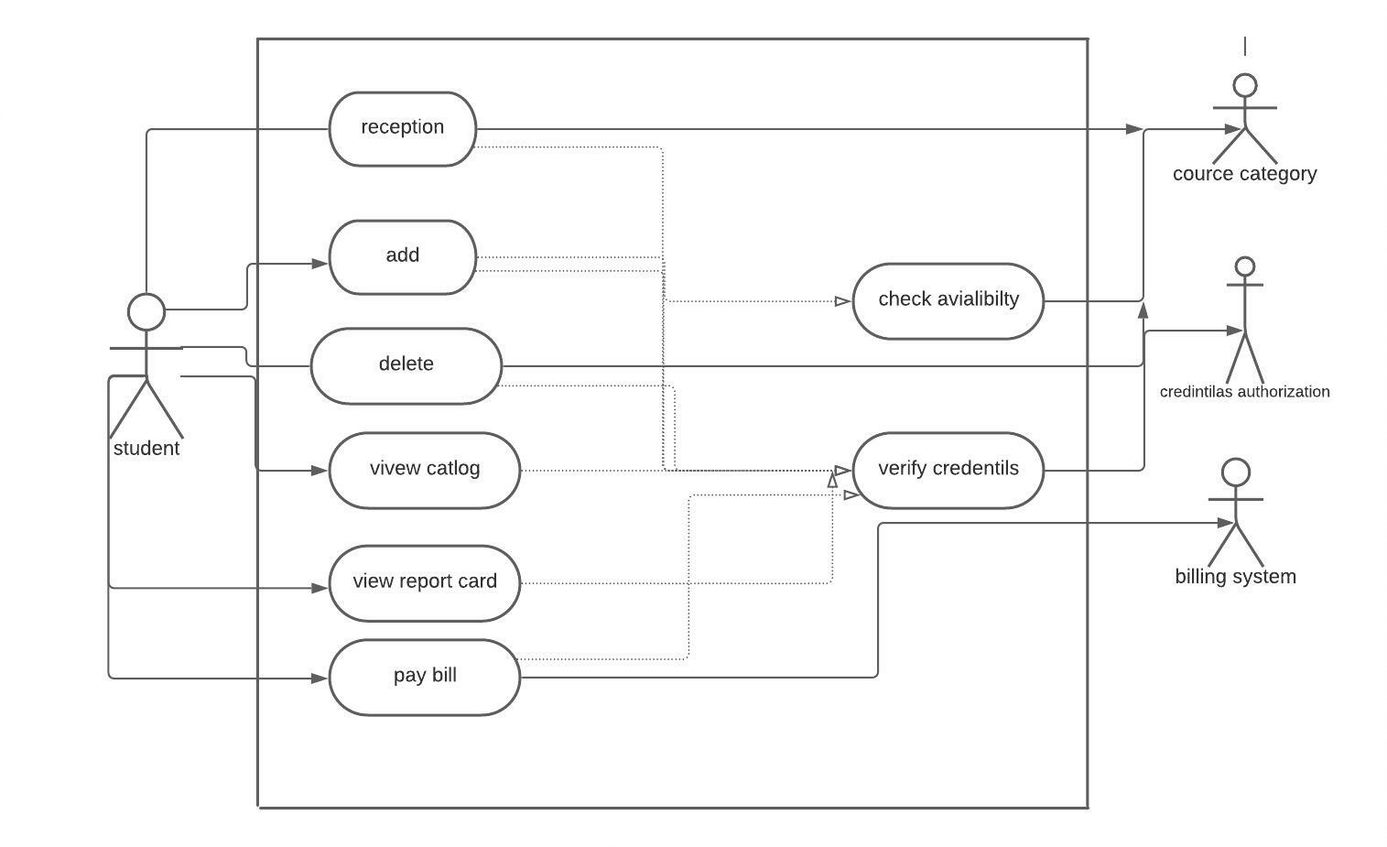 reception
cource category
add
check avialibilty
delete
credintilas authorization
student
vivew catlog
verify credentils
view report card
billing system
pay bill